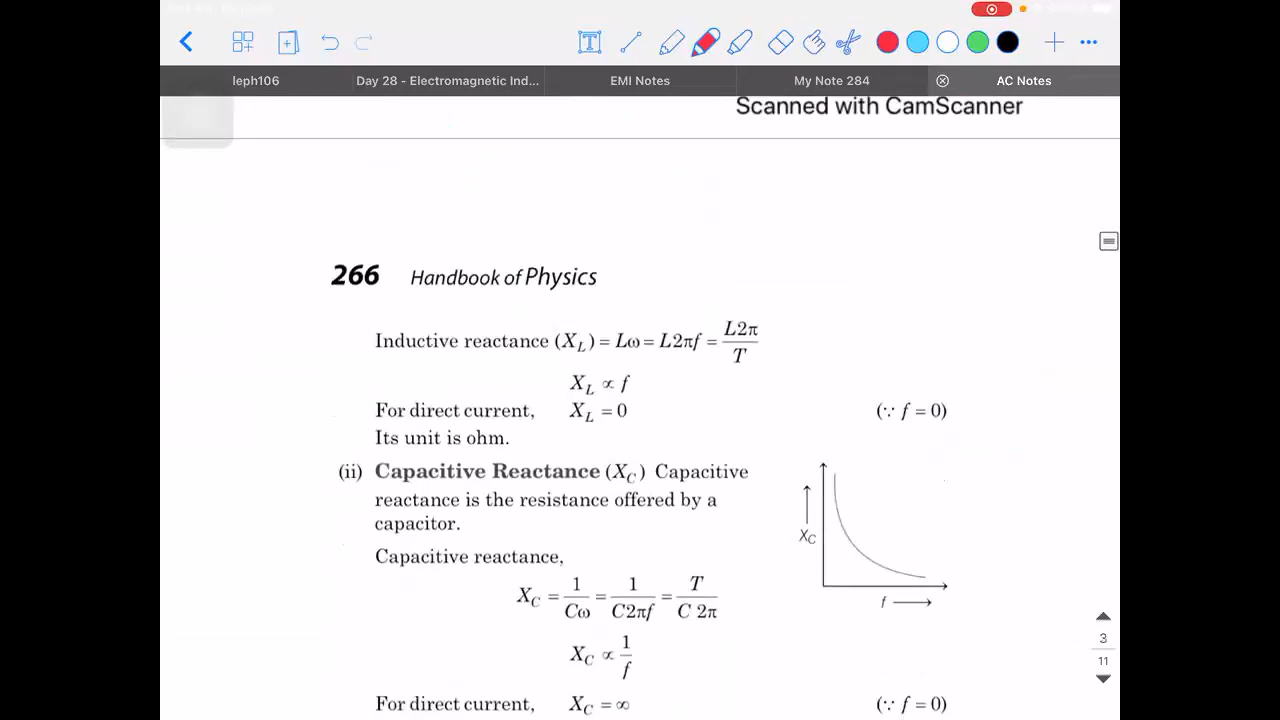 leph106 Day 28 - Electromagnetic Ind... EMI Notes My Note 284 AC Notes
Scanned with CamScanner
266 Handbook of Physics
Inductive reactance (X_L) = Lω = L2πf = L2π/T
X_L ∝ f
For direct current, X_L = 0 (∵ f = 0)
Its unit is ohm.
(ii) Capacitive Reactance (X_C) Capacitive
reactance is the resistance offered by a
capacitor.
X_C
f
Capacitive reactance,
X_C = 1/Cω = 1/C2πf = T/C 2π
X_C ∝ 1/f
For direct current, X_C = ∞ (∵ f = 0)
3
11